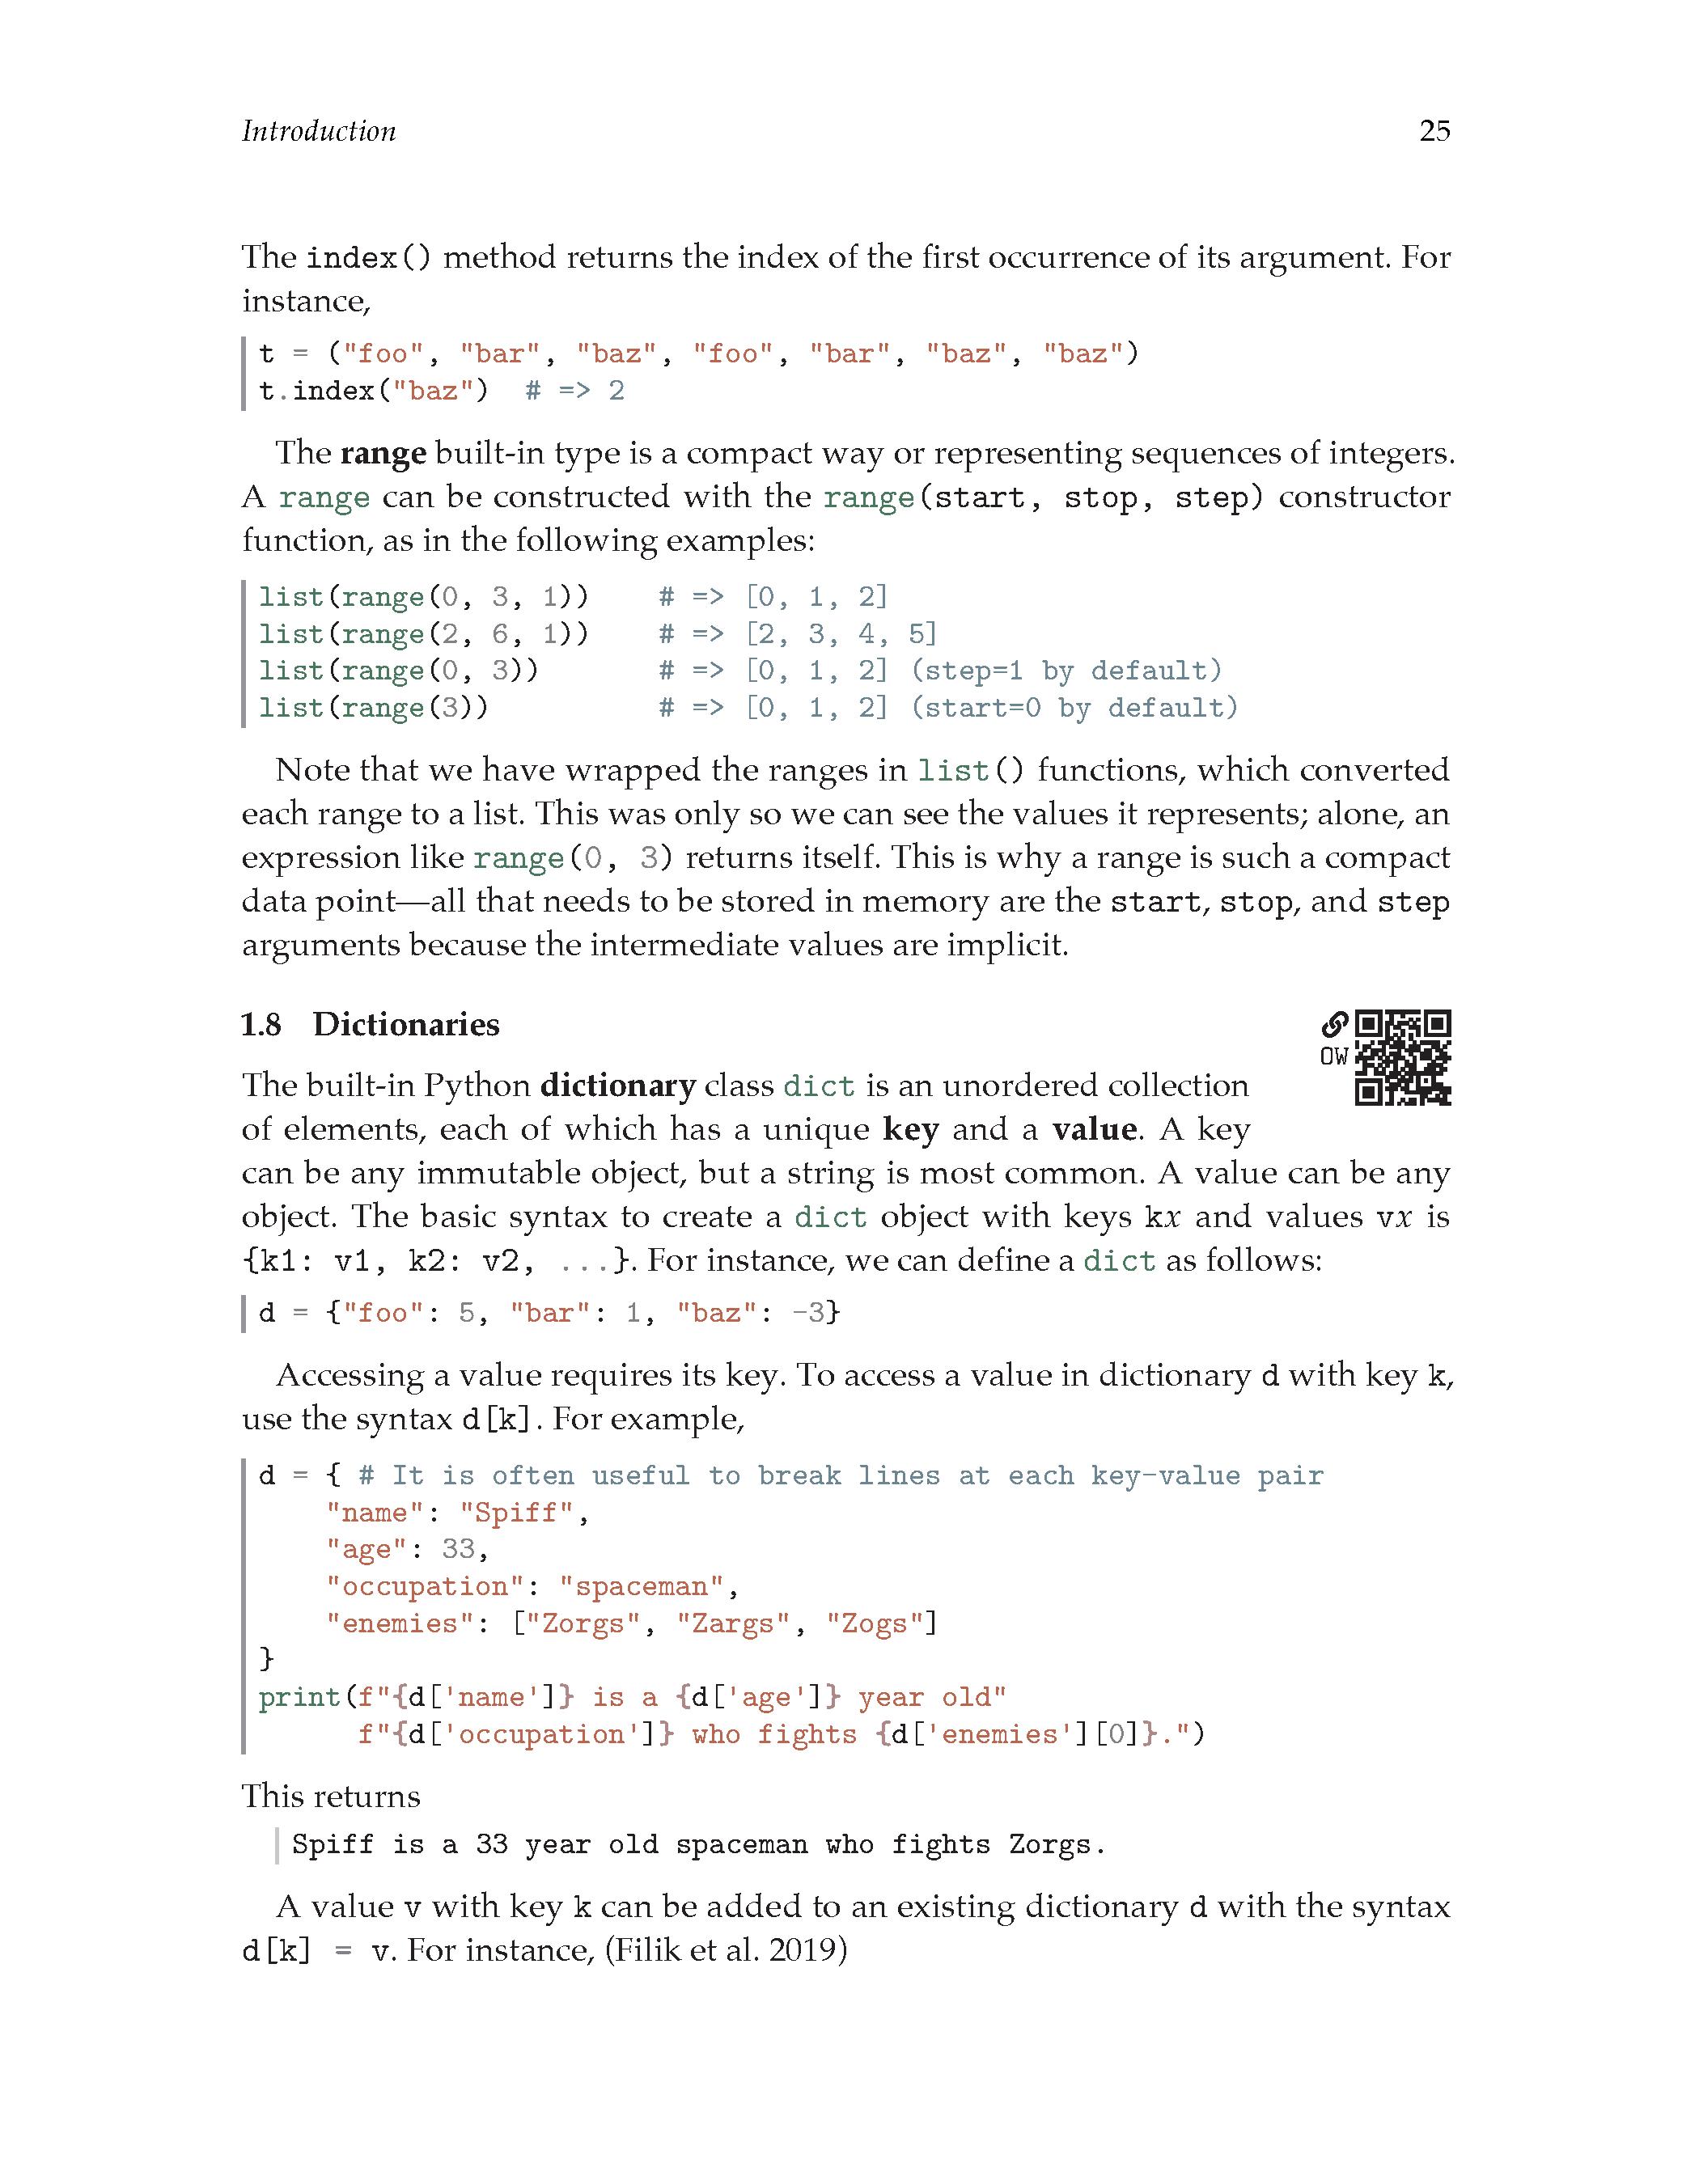 Introduction 25
The index() method returns the index of the first occurrence of its argument. For
instance,
t = ("foo", "bar", "baz", "foo", "bar", "baz", "baz")
t.index("baz")  # => 2
The range built-in type is a compact way or representing sequences of integers.
A range can be constructed with the range(start, stop, step) constructor
function, as in the following examples:
list(range(0, 3, 1))    # => [0, 1, 2]
list(range(2, 6, 1))    # => [2, 3, 4, 5]
list(range(0, 3))       # => [0, 1, 2] (step=1 by default)
list(range(3))          # => [0, 1, 2] (start=0 by default)
Note that we have wrapped the ranges in list() functions, which converted
each range to a list. This was only so we can see the values it represents; alone, an
expression like range(0, 3) returns itself. This is why a range is such a compact
data point—all that needs to be stored in memory are the start, stop, and step
arguments because the intermediate values are implicit.
1.8 Dictionaries
OW
The built-in Python dictionary class dict is an unordered collection
of elements, each of which has a unique key and a value. A key
can be any immutable object, but a string is most common. A value can be any
object. The basic syntax to create a dict object with keys kx and values vx is
{k1: v1, k2: v2, ...}. For instance, we can define a dict as follows:
d = {"foo": 5, "bar": 1, "baz": -3}
Accessing a value requires its key. To access a value in dictionary d with key k,
use the syntax d[k]. For example,
d = { # It is often useful to break lines at each key-value pair
    "name": "Spiff",
    "age": 33,
    "occupation": "spaceman",
    "enemies": ["Zorgs", "Zargs", "Zogs"]
}
print(f"{d['name']} is a {d['age']} year old"
      f"{d['occupation']} who fights {d['enemies'][0]}.")
This returns
Spiff is a 33 year old spaceman who fights Zorgs.
A value v with key k can be added to an existing dictionary d with the syntax
d[k] = v. For instance, (Filik et al. 2019)